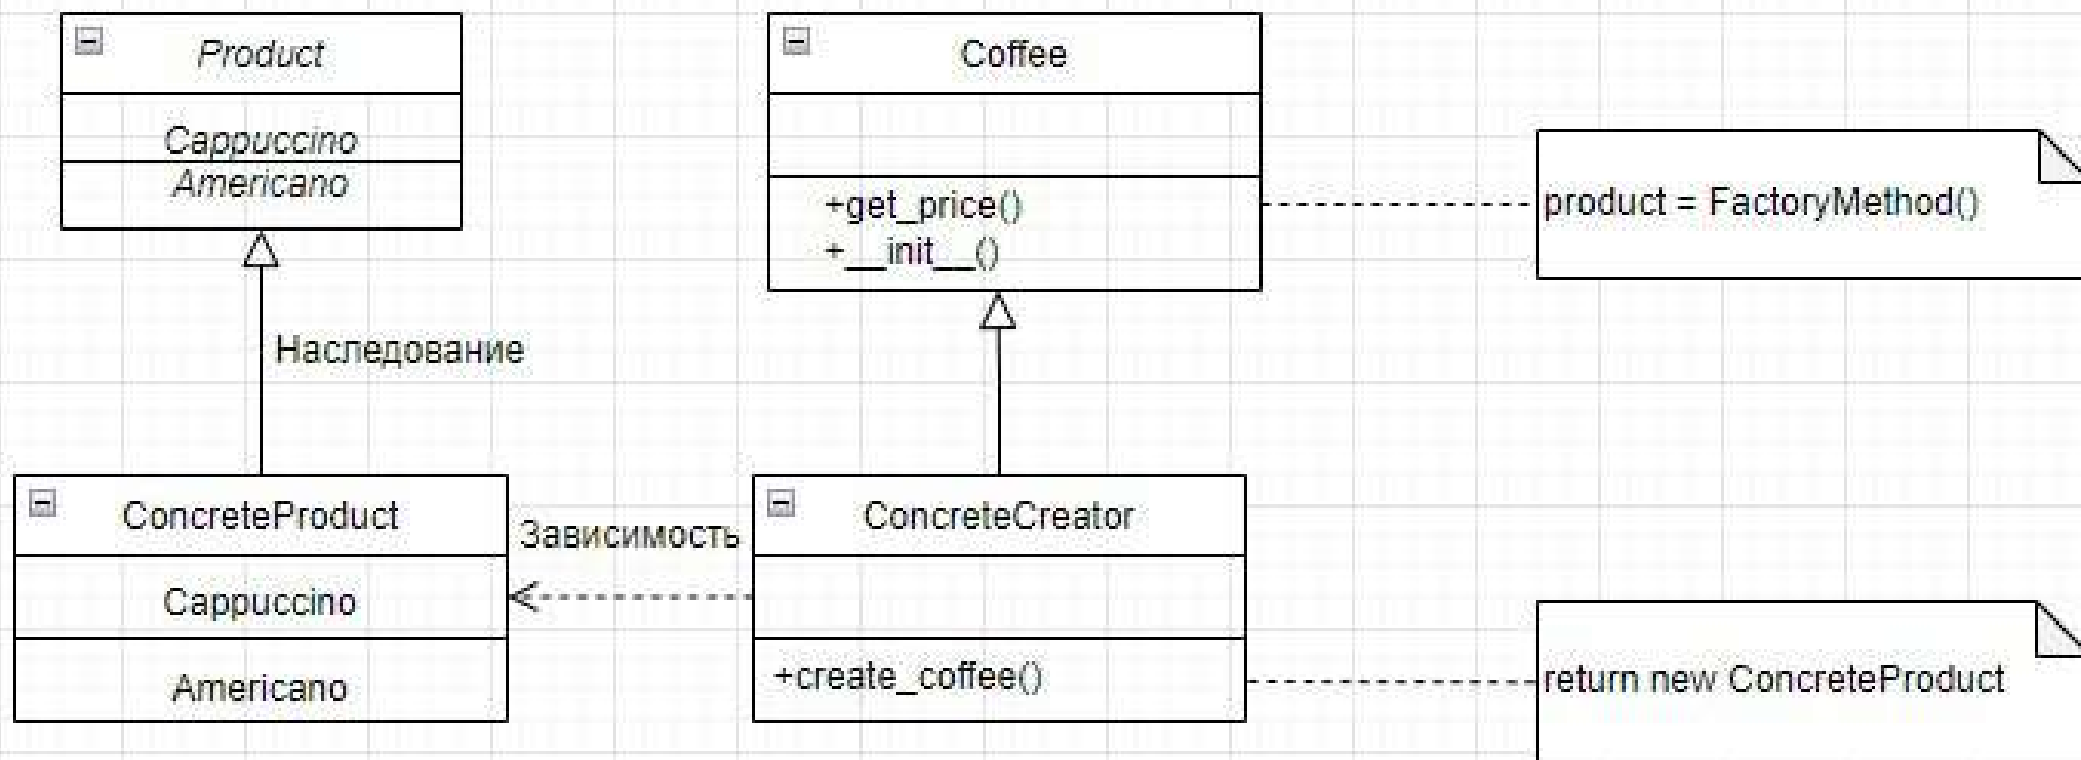 Product
Cappuccino
Americano
Coffee
+get_price()
+__init__()
product = FactoryMethod()
Наследование
ConcreteProduct
Cappuccino
Americano
Зависимость
ConcreteCreator
+create_coffee()
return new ConcreteProduct